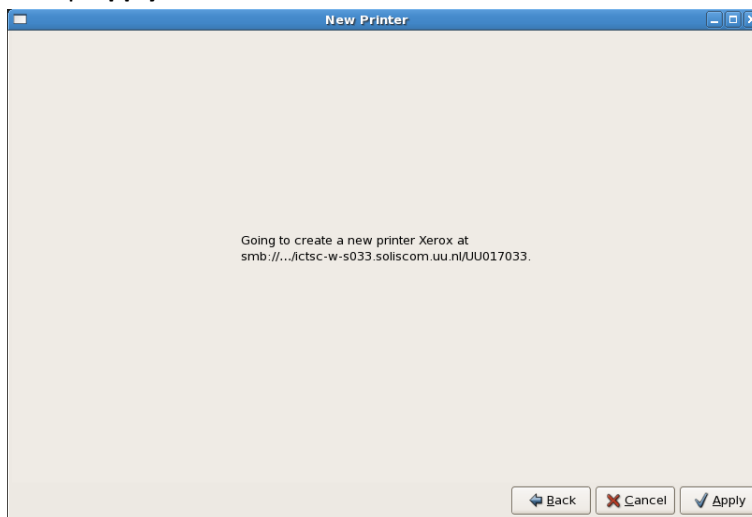 New Printer
Going to create a new printer Xerox at
smb://.../ictsc-w-s033.soliscom.uu.nl/UU017033.
Back
Cancel
Apply